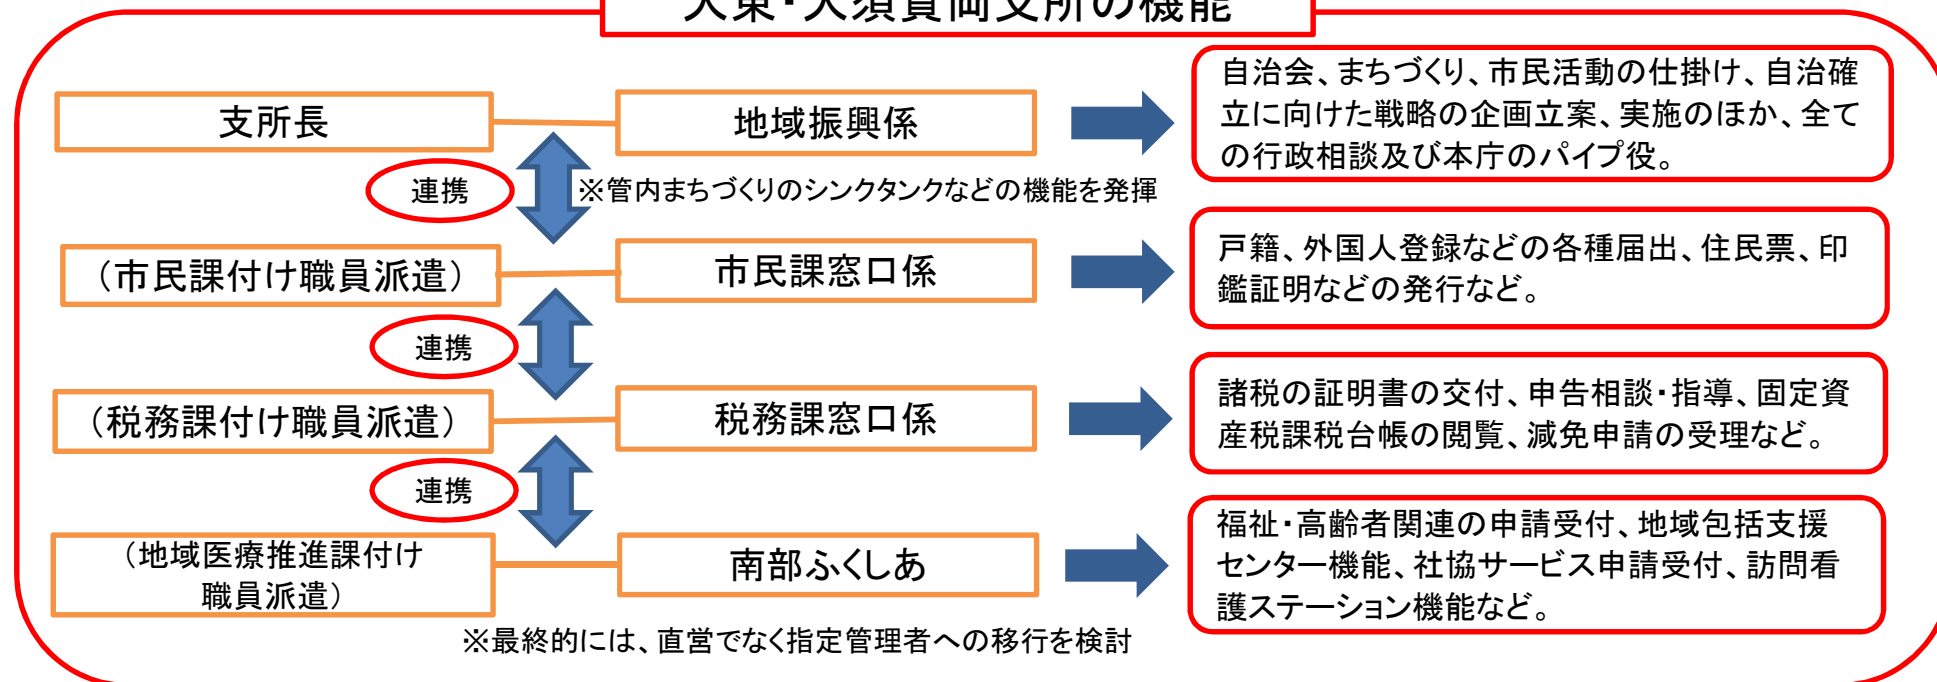 大東・大須賀両支所の機能
支所長
地域振興係
自治会、まちづくり、市民活動の仕掛け、自治確
立に向けた戦略の企画立案、実施のほか、全て
の行政相談及び本庁のパイプ役。
連携
※管内まちづくりのシンクタンクなどの機能を発揮
（市民課付け職員派遣）
市民課窓口係
戸籍、外国人登録などの各種届出、住民票、印
鑑証明などの発行など。
連携
（税務課付け職員派遣）
税務課窓口係
諸税の証明書の交付、申告相談・指導、固定資
産税課税台帳の閲覧、減免申請の受理など。
連携
（地域医療推進課付け
職員派遣）
南部ふくしあ
福祉・高齢者関連の申請受付、地域包括支援
センター機能、社協サービス申請受付、訪問看
護ステーション機能など。
※最終的には、直営でなく指定管理者への移行を検討